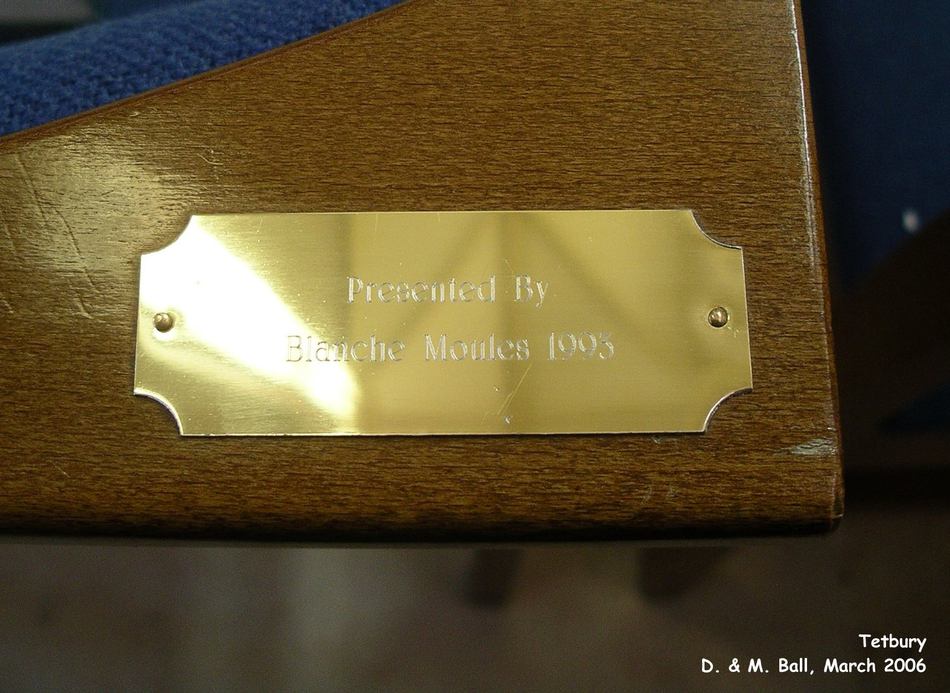 Presented By
Blanche Moules 1995
Tetbury
D. & M. Ball, March 2006